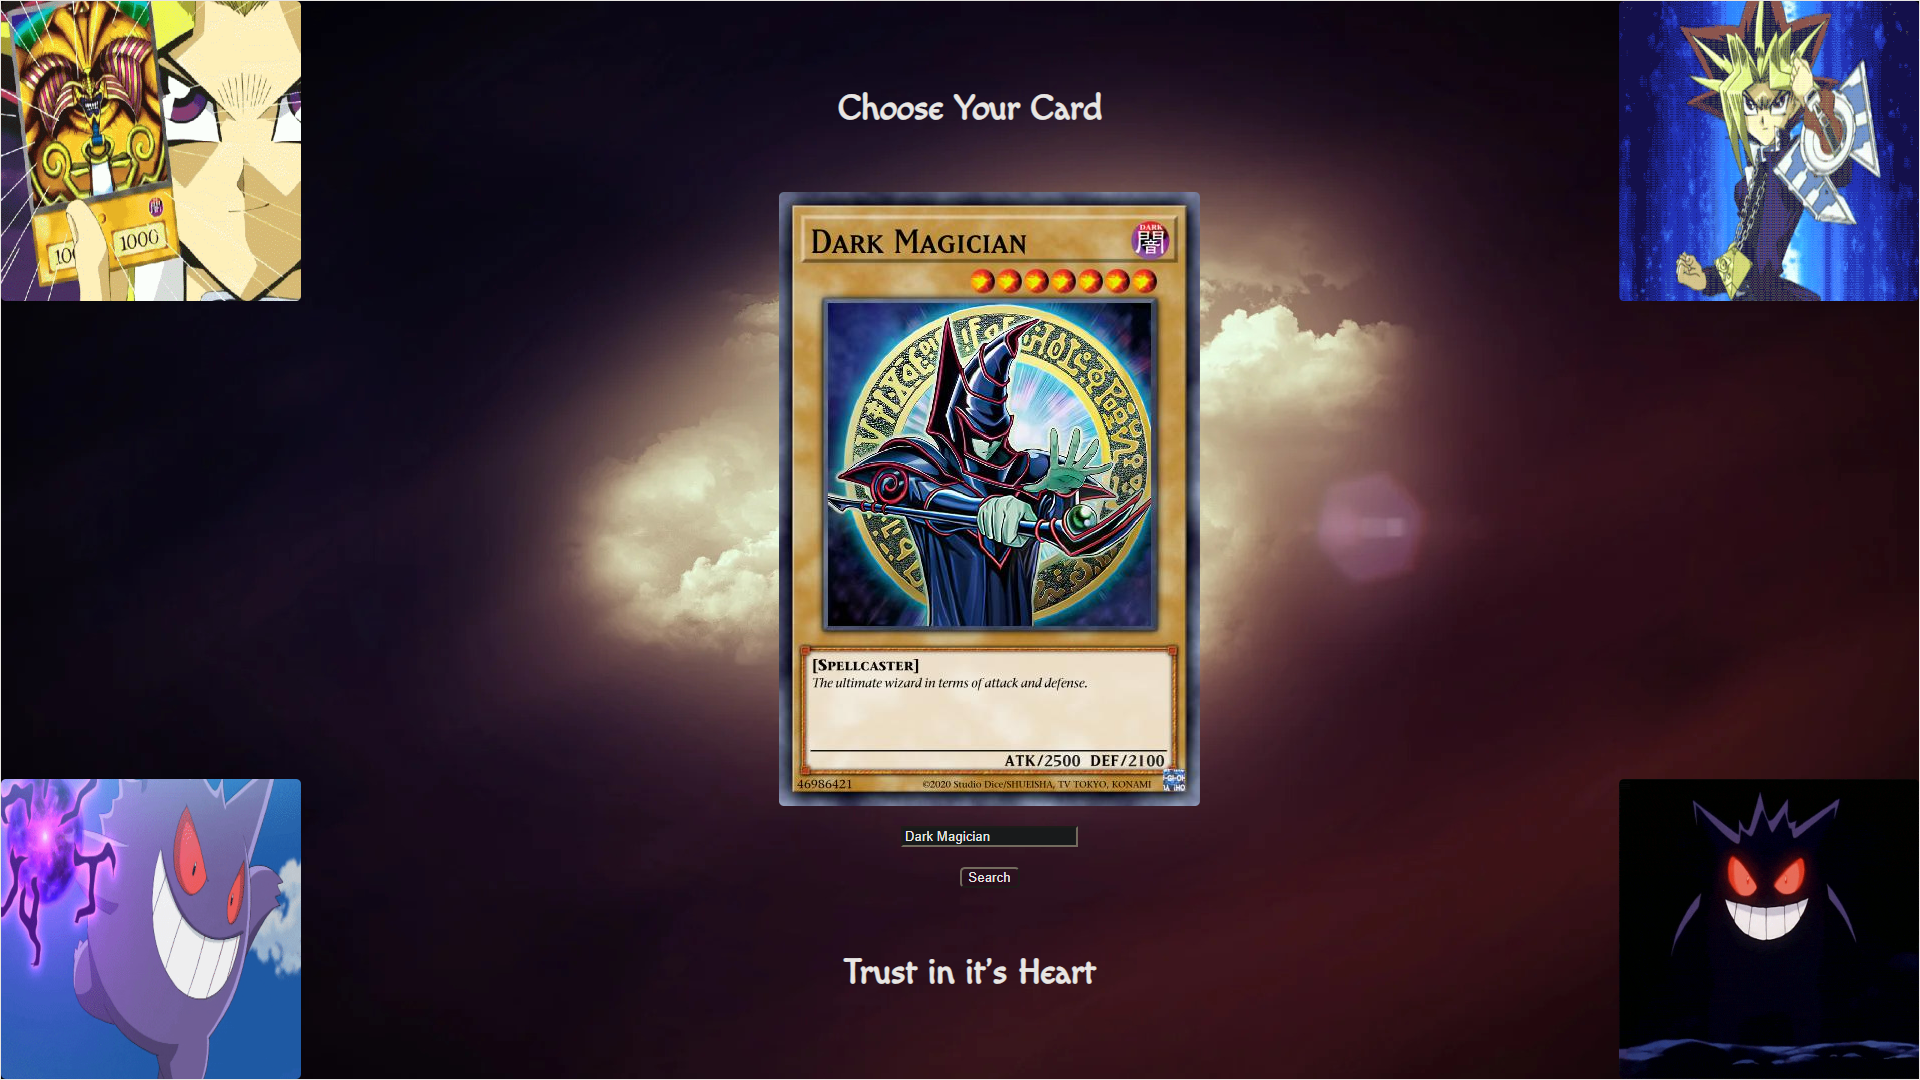 Choose Your Card
1000
DARK MAGICIAN
DARK
闇
[SPELLCASTER]
The ultimate wizard in terms of attack and defense.
ATK/2500 DEF/2100
46986421
©2020 Studio Dice/SHUEISHA, TV TOKYO, KONAMI
Dark Magician
Search
Trust in it's Heart